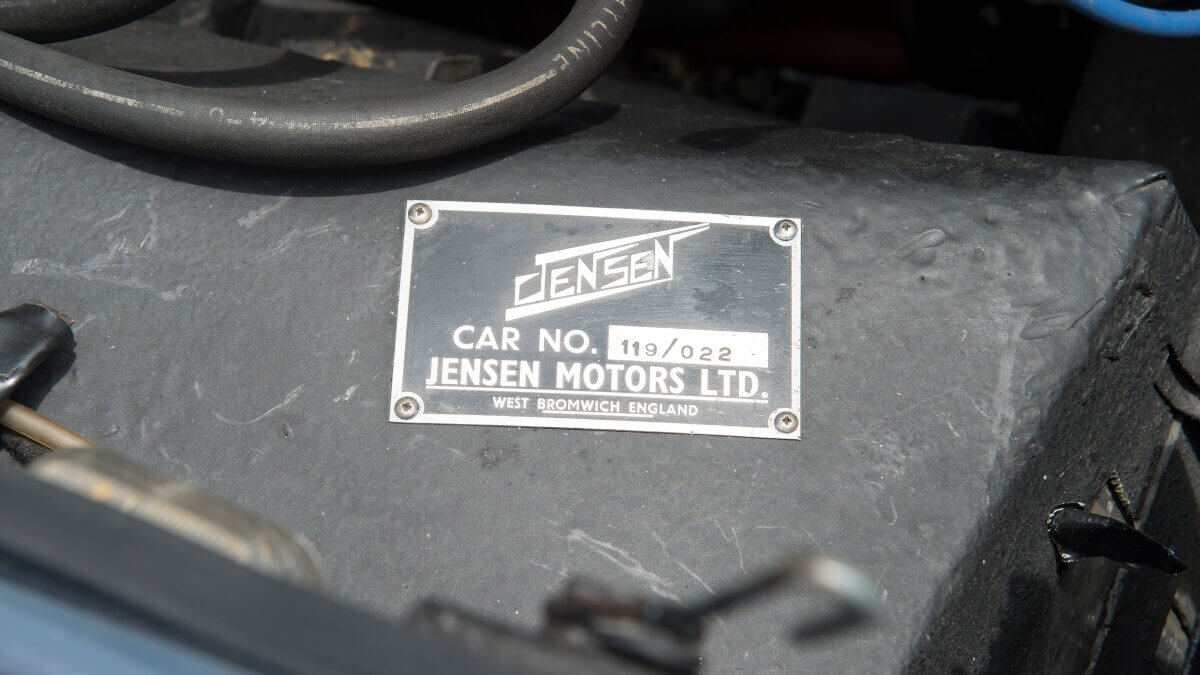 JENSEN
CAR NO. 119/022
JENSEN MOTORS LTD.
WEST BROMWICH ENGLAND